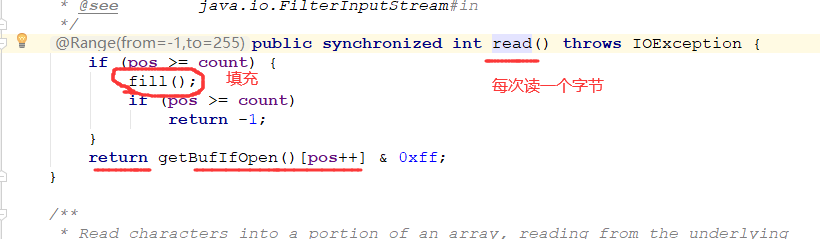 * @see        java.io.FilterInputStream#in
*/
@Range(from=-1,to=255) public synchronized int read() throws IOException {
if (pos >= count) {
fill(); 填充
if (pos >= count) 每次读一个字节
return -1;
}
return getBufIfOpen()[pos++] & 0xff;
}
/**
* Read characters into a portion of an array, reading from the underlying